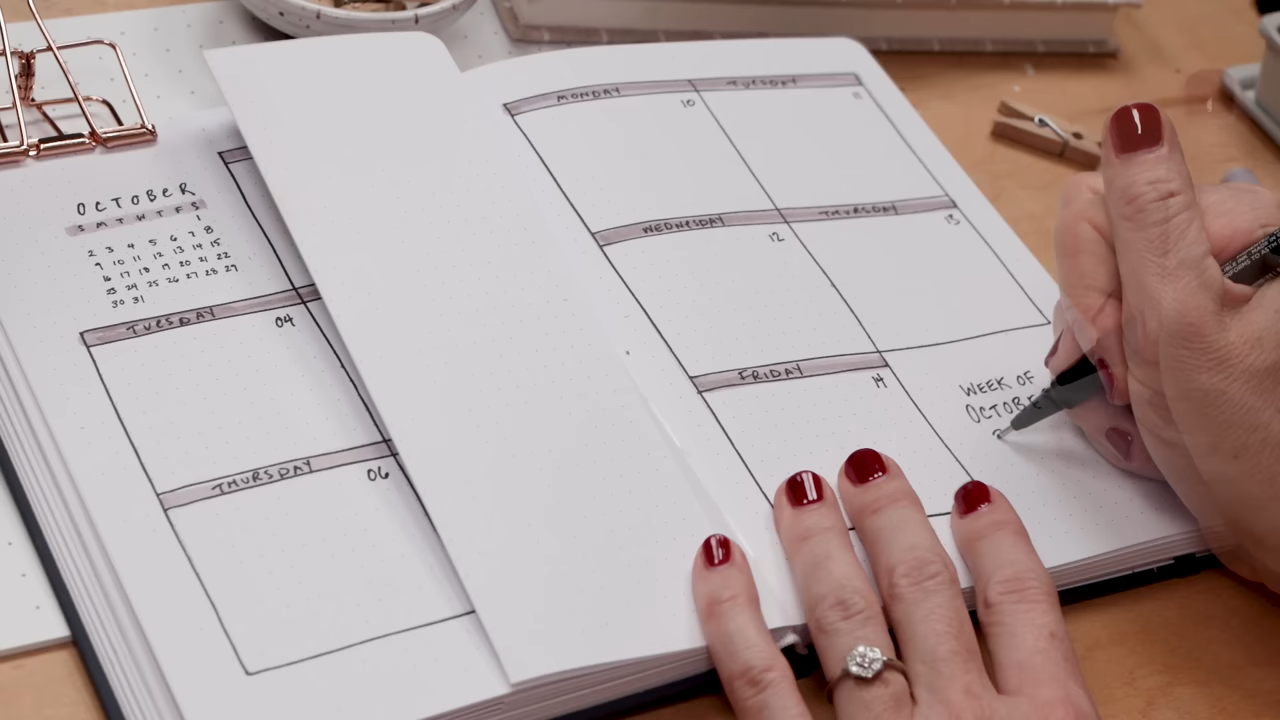 OCTOBER
S M T W T F S
1
2 3 4 5 6 7 8
9 10 11 12 13 14 15
16 17 18 19 20 21 22
23 24 25 26 27 28 29
30 31
TUESDAY
04
THURSDAY
06
MONDAY TUESDAY
10 11
WEDNESDAY THURSDAY
12 13
FRIDAY
14
WEEK OF
OCTOBE